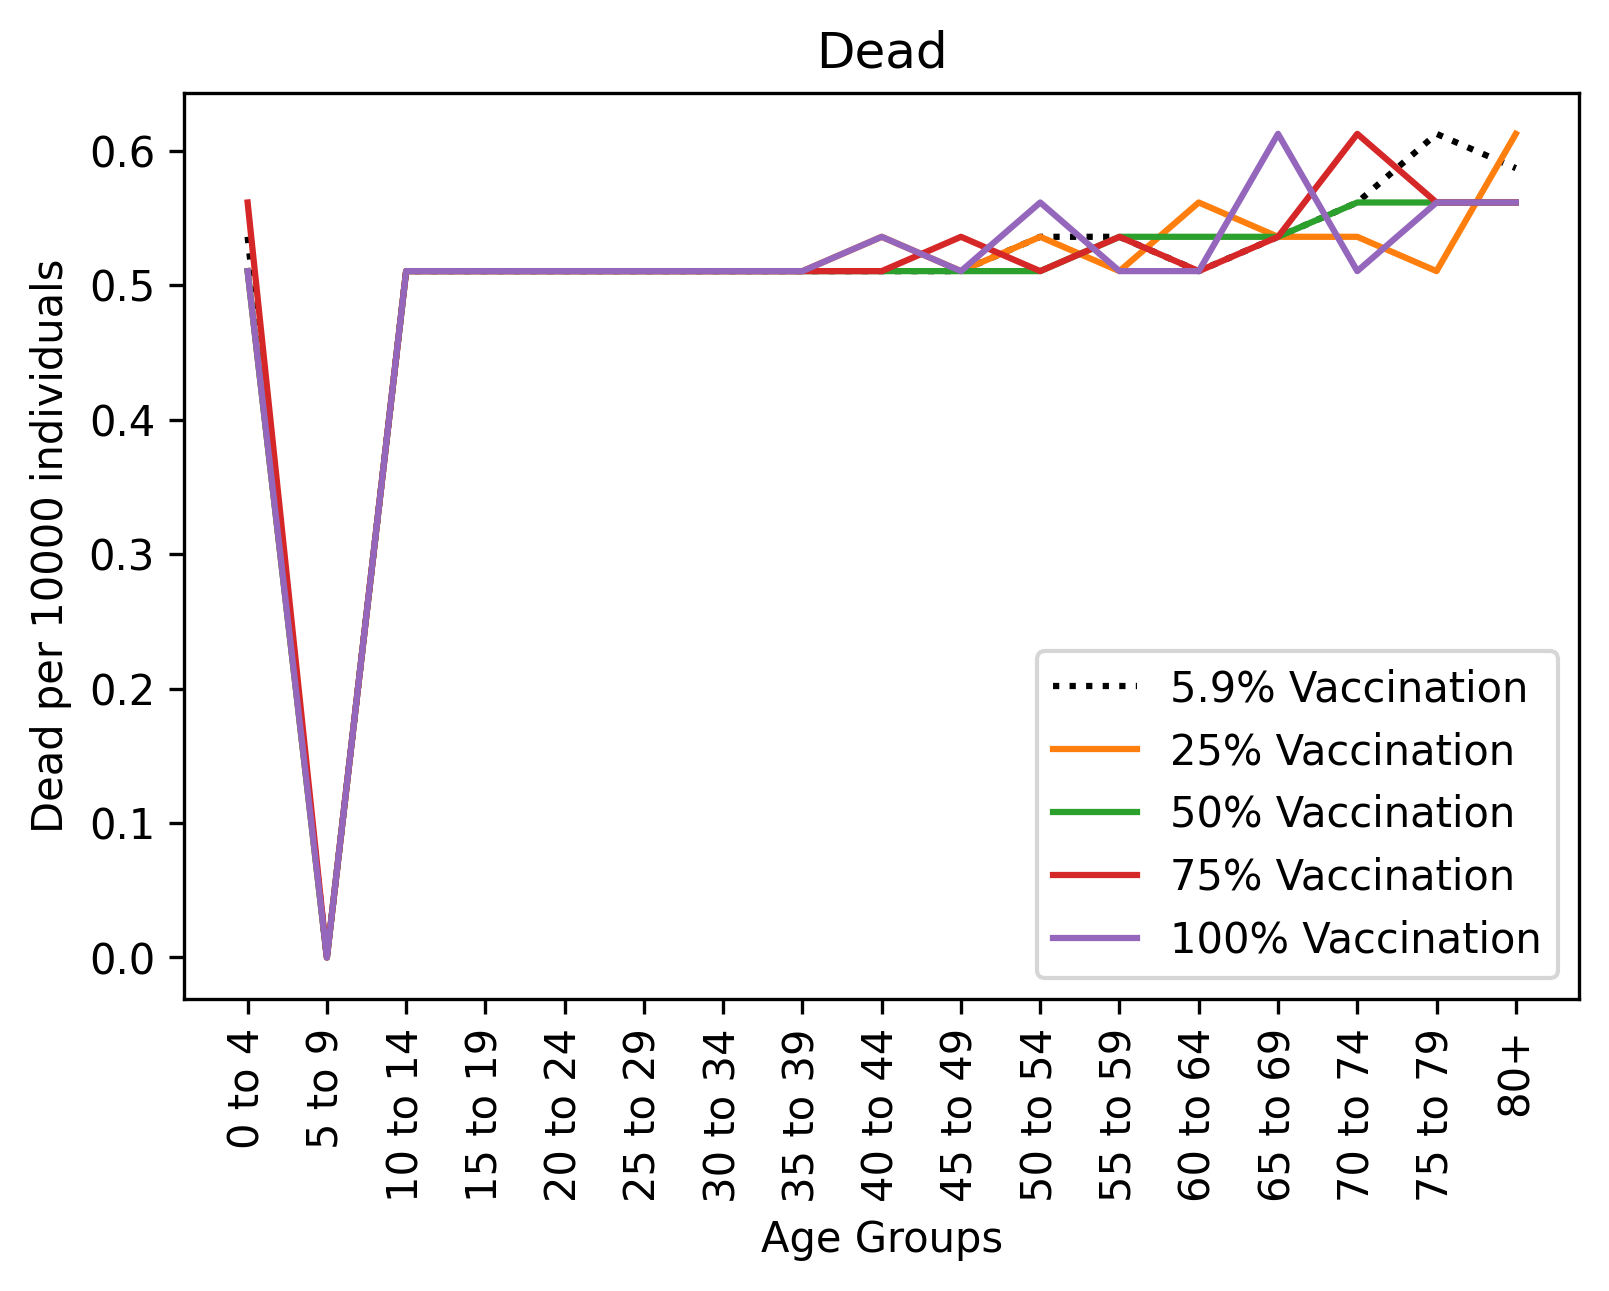 Dead
Dead per 10000 individuals
0.6
0.5
0.4
0.3
0.2
0.1
0.0
5.9% Vaccination
25% Vaccination
50% Vaccination
75% Vaccination
100% Vaccination
0 to 4
5 to 9
10 to 14
15 to 19
20 to 24
25 to 29
30 to 34
35 to 39
40 to 44
45 to 49
50 to 54
55 to 59
60 to 64
65 to 69
70 to 74
75 to 79
80+
Age Groups